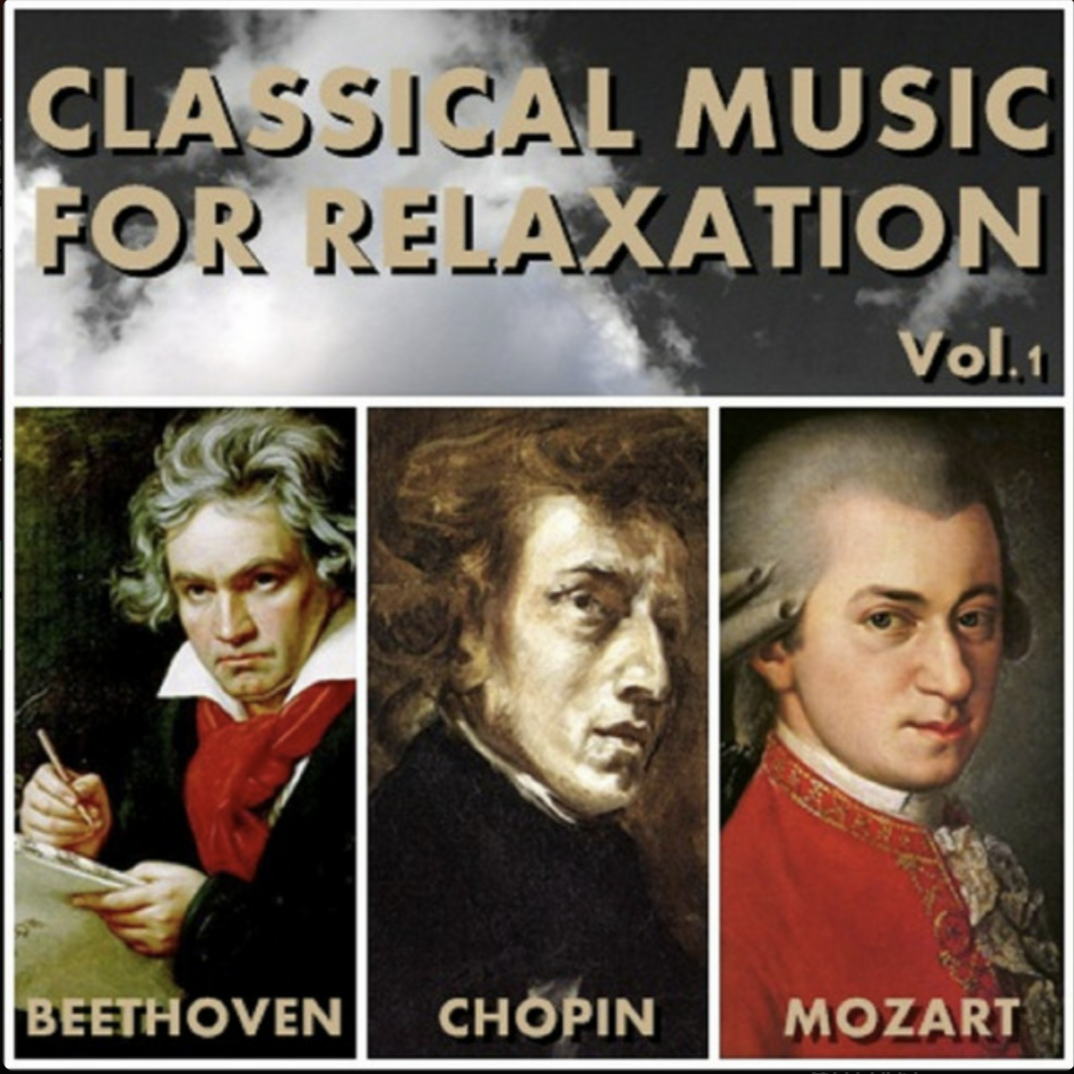 CLASSICAL MUSIC
FOR RELAXATION
Vol.1
BEETHOVEN
CHOPIN
MOZART